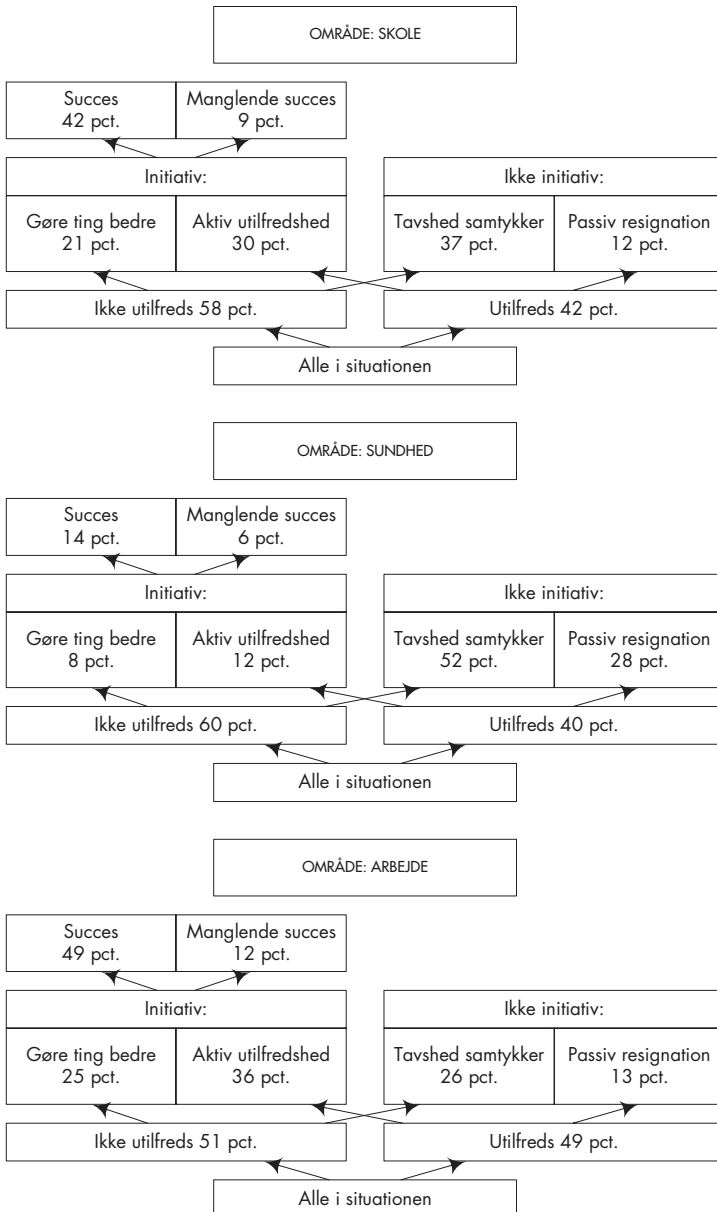 OMRÅDE: SKOLE
Succes
42 pct.
Manglende succes
9 pct.
Initiativ:
Ikke initiativ:
Gøre ting bedre
21 pct.
Aktiv utilfredshed
30 pct.
Tavshed samtykker
37 pct.
Passiv resignation
12 pct.
Ikke utilfreds 58 pct.
Utilfreds 42 pct.
Alle i situationen
OMRÅDE: SUNDHED
Succes
14 pct.
Manglende succes
6 pct.
Initiativ:
Ikke initiativ:
Gøre ting bedre
8 pct.
Aktiv utilfredshed
12 pct.
Tavshed samtykker
52 pct.
Passiv resignation
28 pct.
Ikke utilfreds 60 pct.
Utilfreds 40 pct.
Alle i situationen
OMRÅDE: ARBEJDE
Succes
49 pct.
Manglende succes
12 pct.
Initiativ:
Ikke initiativ:
Gøre ting bedre
25 pct.
Aktiv utilfredshed
36 pct.
Tavshed samtykker
26 pct.
Passiv resignation
13 pct.
Ikke utilfreds 51 pct.
Utilfreds 49 pct.
Alle i situationen